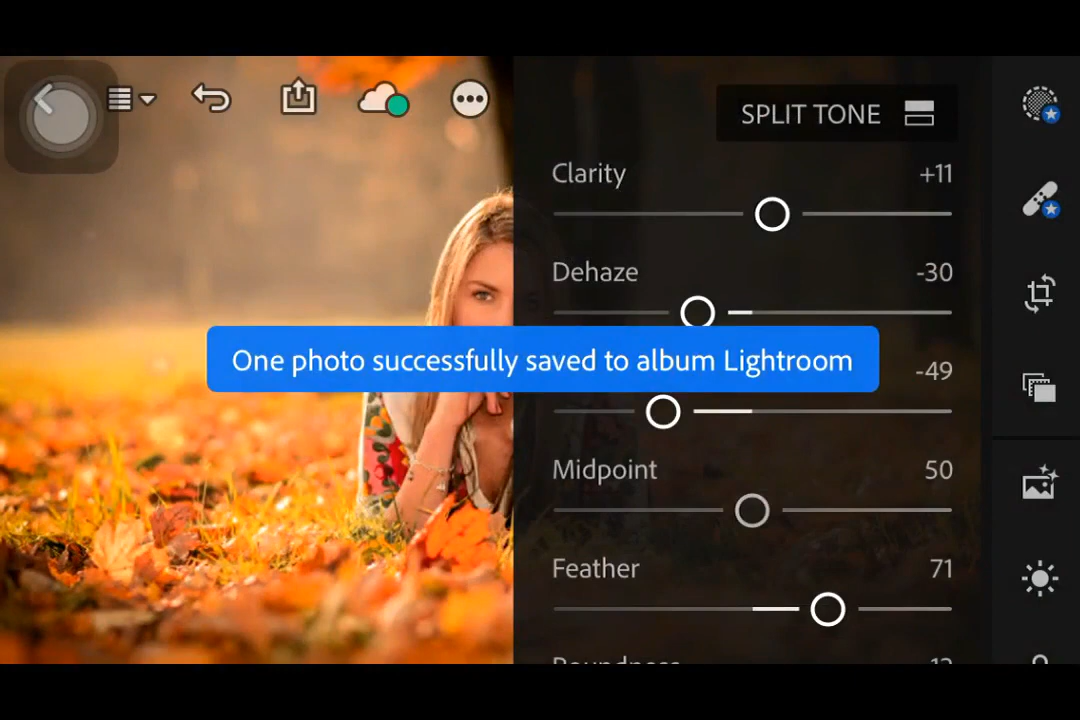 SPLIT TONE
Clarity +11
Dehaze -30
One photo successfully saved to album Lightroom
-49
Midpoint 50
Feather 71